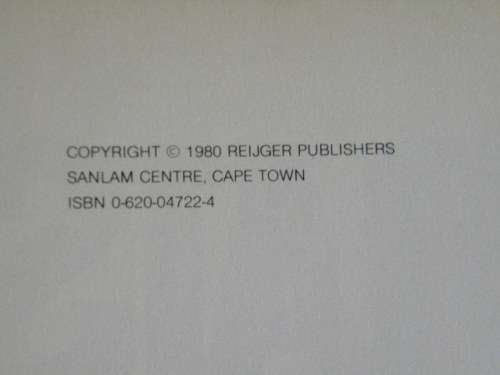 COPYRIGHT © 1980 REIJGER PUBLISHERS
SANLAM CENTRE, CAPE TOWN
ISBN 0-620-04722-4